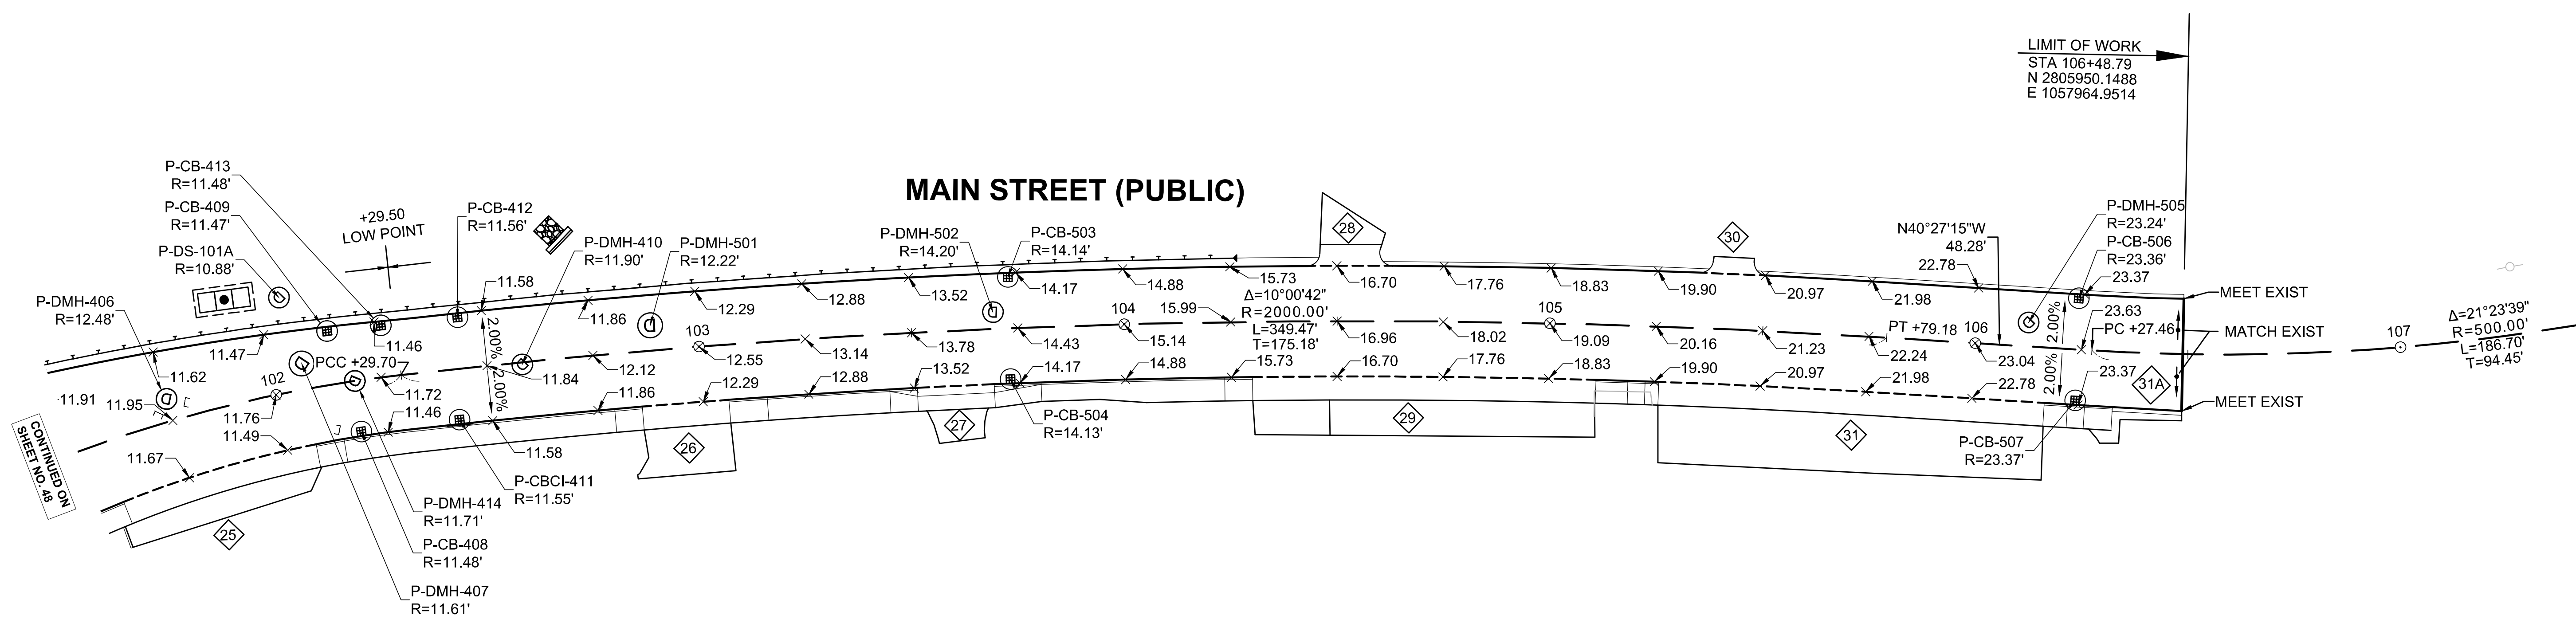 LIMIT OF WORK
STA 106+48.79
N 2805950.1488
E 1057964.9514
MAIN STREET (PUBLIC)
P-CB-413
R=11.48'
P-CB-409
R=11.47'
P-DS-101A
R=10.88'
P-DMH-406
R=12.48'
+29.50
LOW POINT
P-CB-412
R=11.56'
P-DMH-410
R=11.90'
P-DMH-501
R=12.22'
P-DMH-502
R=14.20'
P-CB-503
R=14.14'
28
30
N40°27'15"W
48.28'
P-DMH-505
R=23.24'
P-CB-506
R=23.36'
11.62
11.47
11.46
11.58
11.86
12.29
12.88
13.52
14.17
14.88
15.73
16.70
17.76
18.83
19.90
20.97
21.98
22.78
23.37
MEET EXIST
MATCH EXIST
MEET EXIST
11.91
11.95
102
11.76
PCC +29.70
11.72
2.00%
2.00%
11.84
12.12
103
12.55
13.14
13.78
14.43
104
15.14
15.99
Δ=10°00'42"
R=2000.00'
L=349.47'
T=175.18'
16.96
18.02
105
19.09
20.16
21.23
22.24
PT +79.18
106
23.04
2.00%
2.00%
23.63
PC +27.46
107
Δ=21°23'39"
R=500.00'
L=186.70'
T=94.45'
11.67
11.49
11.46
11.58
11.86
12.29
12.88
13.52
14.17
14.88
15.73
16.70
17.76
18.83
19.90
20.97
21.98
22.78
23.37
31A
CONTINUED ON
SHEET NO. 48
25
26
27
29
31
P-CBCI-411
R=11.55'
P-DMH-414
R=11.71'
P-CB-408
R=11.48'
P-DMH-407
R=11.61'
P-CB-504
R=14.13'
P-CB-507
R=23.37'